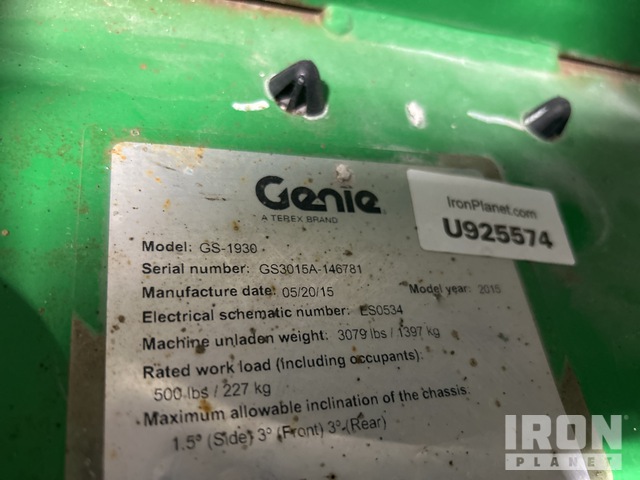 Genie
A TEREX BRAND
IronPlanet.com
U925574
Model: GS-1930
Serial number: GS3015A-146781
Manufacture date: 05/20/15 Model year: 2015
Electrical schematic number: ES0534
Machine unladen weight: 3079 lbs / 1397 kg
Rated work load (including occupants):
500 lbs / 227 kg
Maximum allowable inclination of the chassis:
1.5° (Side) 3° (Front) 3° (Rear)
IRON
PLANET